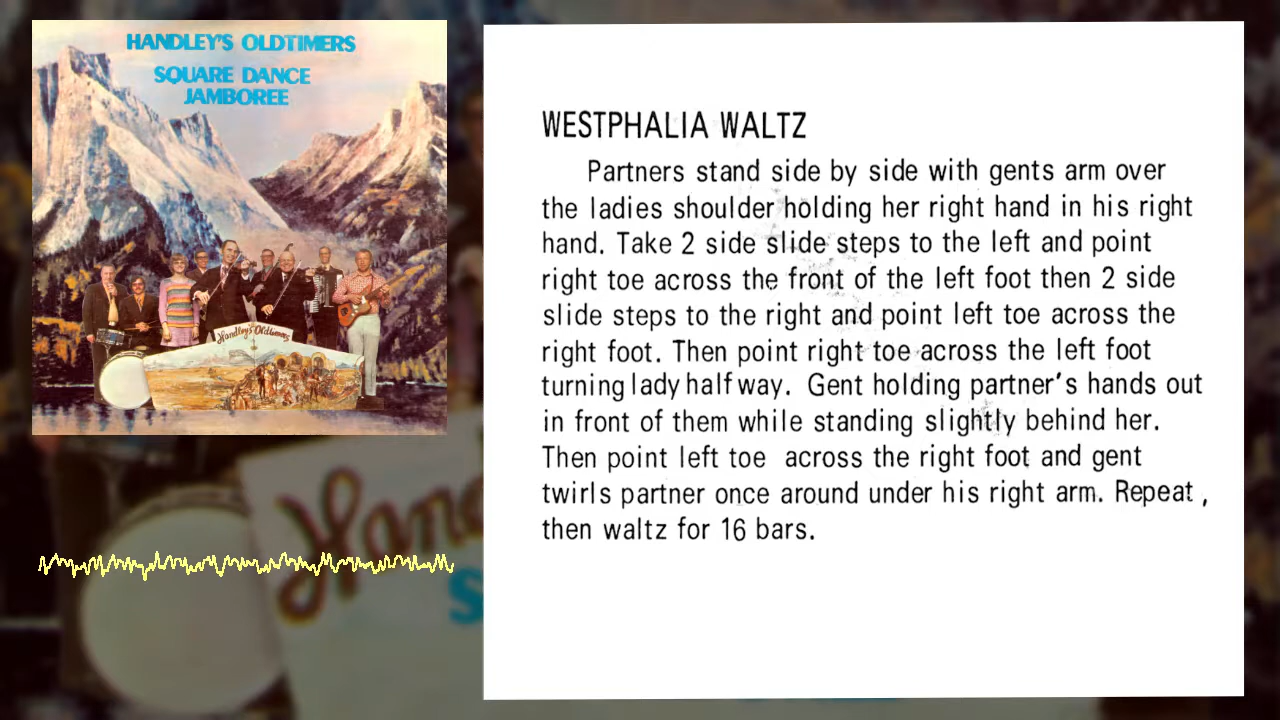 HANDLEY'S OLDTIMERS
SQUARE DANCE
JAMBOREE
Handley's Oldtimers
WESTPHALIA WALTZ
Partners stand side by side with gents arm over
the ladies shoulder holding her right hand in his right
hand. Take 2 side slide steps to the left and point
right toe across the front of the left foot then 2 side
slide steps to the right and point left toe across the
right foot. Then point right toe across the left foot
turning lady half way. Gent holding partner's hands out
in front of them while standing slightly behind her.
Then point left toe across the right foot and gent
twirls partner once around under his right arm. Repeat,
then waltz for 16 bars.
Han
S